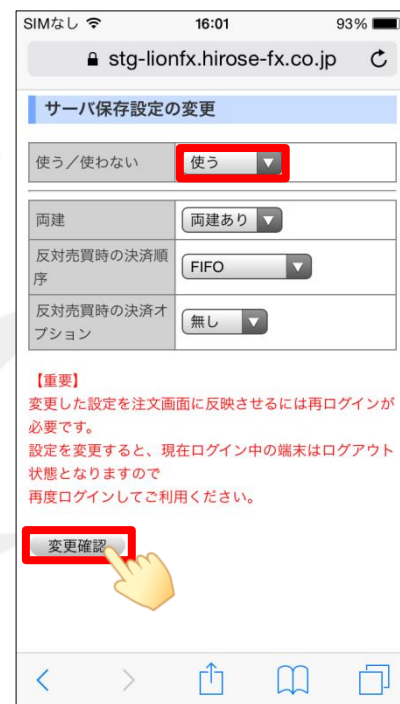 SIMなし 16:01 93%
stg-lionfx.hirose-fx.co.jp
サーバ保存設定の変更
使う／使わない 使う
両建 両建あり
反対売買時の決済順
序 FIFO
反対売買時の決済オ
プション 無し
【重要】
変更した設定を注文画面に反映させるには再ログインが
必要です。
設定を変更すると、現在ログイン中の端末はログアウト
状態となりますので
再度ログインしてご利用ください。
変更確認